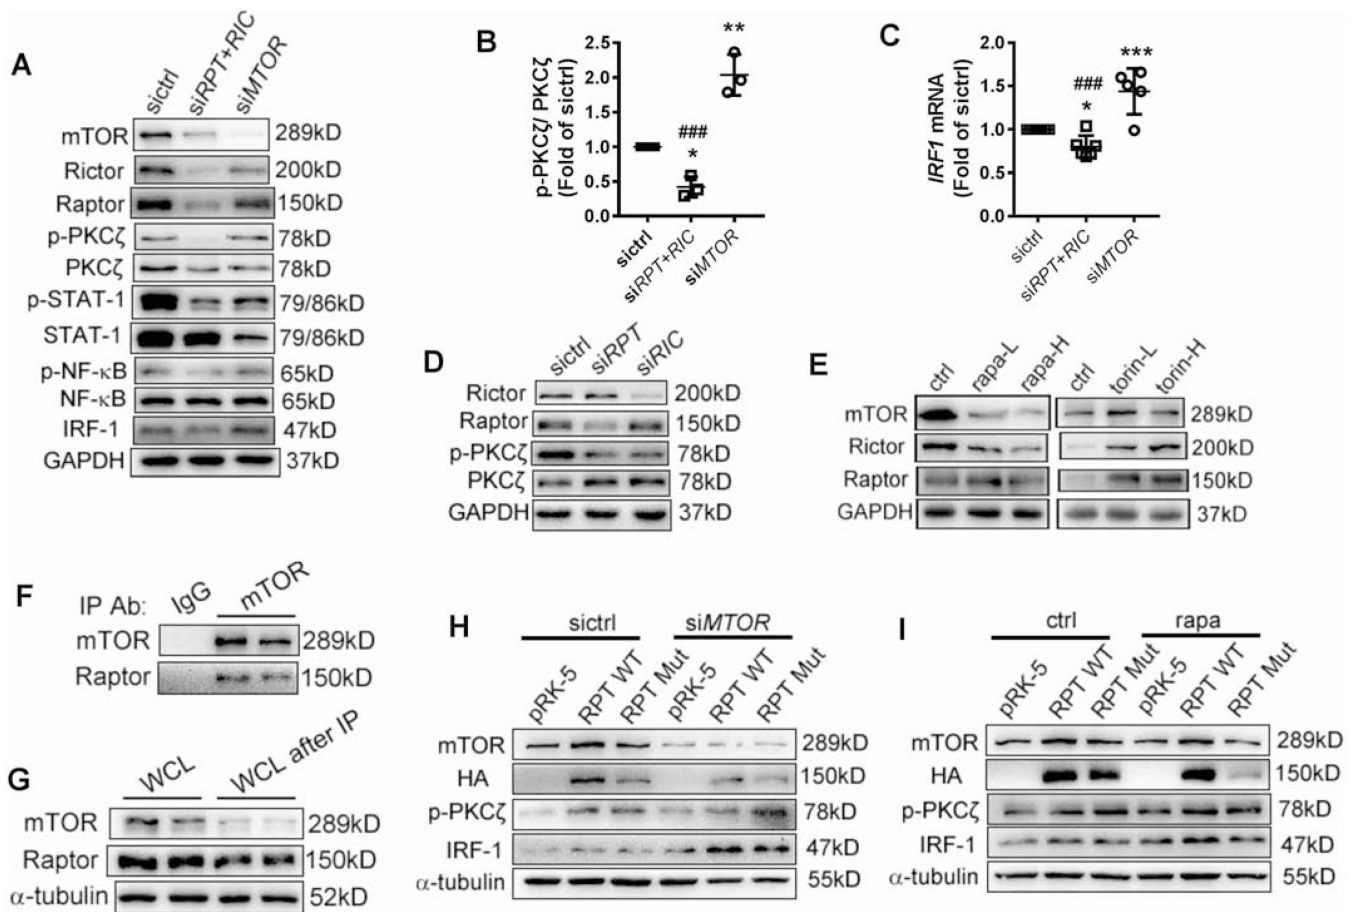 A
sictrl
siRPT+RIC
siMTOR
mTOR 289kD
Rictor 200kD
Raptor 150kD
p-PKCζ 78kD
PKCζ 78kD
p-STAT-1 79/86kD
STAT-1 79/86kD
p-NF-κB 65kD
NF-κB 65kD
IRF-1 47kD
GAPDH 37kD
B
p-PKCζ/ PKCζ
(Fold of sictrl)
2.5
2.0
1.5
1.0
0.5
0.0
###
*
**
sictrl
siRPT+RIC
siMTOR
C
IRF1 mRNA
(Fold of sictrl)
2.0
1.5
1.0
0.5
0.0
###
*
***
sictrl
siRPT+RIC
siMTOR
D
sictrl
siRPT
siRIC
Rictor 200kD
Raptor 150kD
p-PKCζ 78kD
PKCζ 78kD
GAPDH 37kD
E
ctrl
rapa-L
rapa-H
ctrl
torin-L
torin-H
mTOR 289kD
Rictor 200kD
Raptor 150kD
GAPDH 37kD
F
IP Ab: IgG mTOR
mTOR 289kD
Raptor 150kD
G
WCL
WCL after IP
mTOR 289kD
Raptor 150kD
α-tubulin 52kD
H
sictrl siMTOR
pRK-5
RPT WT
RPT Mut
pRK-5
RPT WT
RPT Mut
mTOR 289kD
HA 150kD
p-PKCζ 78kD
IRF-1 47kD
α-tubulin 55kD
I
ctrl rapa
pRK-5
RPT WT
RPT Mut
pRK-5
RPT WT
RPT Mut
mTOR 289kD
HA 150kD
p-PKCζ 78kD
IRF-1 47kD
α-tubulin 55kD